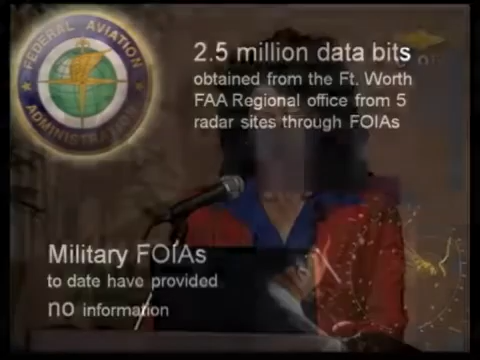 FEDERAL AVIATION
ADMINISTRATION
2.5 million data bits
obtained from the Ft. Worth
FAA Regional office from 5
radar sites through FOIAs
Military FOIAs
to date have provided
no information